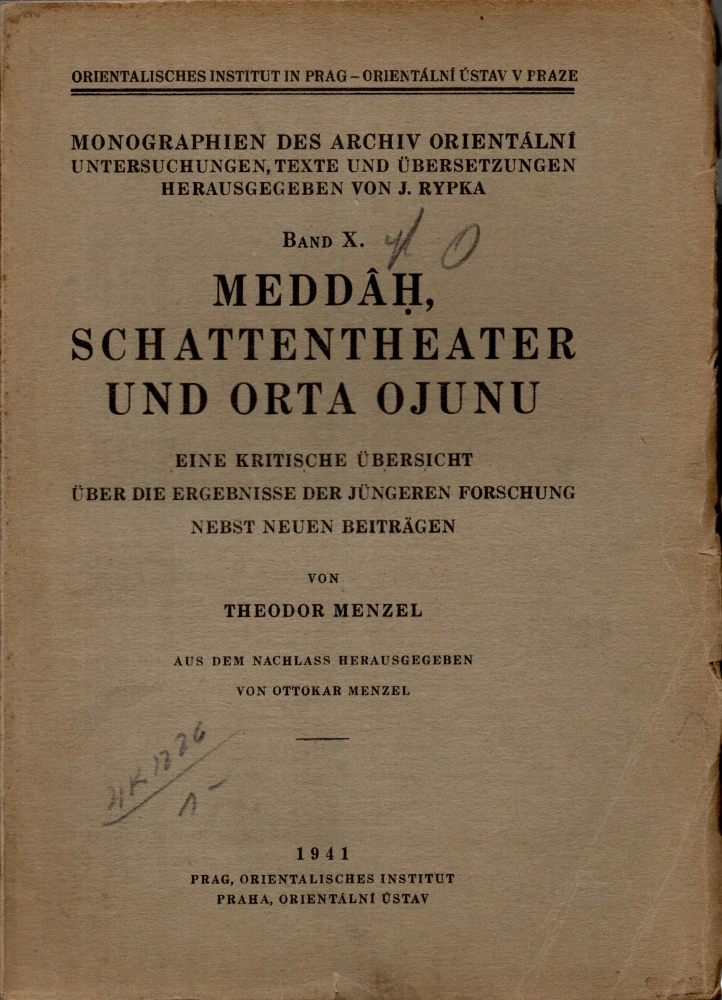 ORIENTALISCHES INSTITUT IN PRAG – ORIENTÁLNÍ ÚSTAV V PRAZE
MONOGRAPHIEN DES ARCHIV ORIENTÁLNÍ
UNTERSUCHUNGEN, TEXTE UND ÜBERSETZUNGEN
HERAUSGEGEBEN VON J. RYPKA
BAND X.
MEDDÂḤ,
SCHATTENTHEATER
UND ORTA OJUNU
EINE KRITISCHE ÜBERSICHT
ÜBER DIE ERGEBNISSE DER JÜNGEREN FORSCHUNG
NEBST NEUEN BEITRÄGEN
VON
THEODOR MENZEL
AUS DEM NACHLASS HERAUSGEGEBEN
VON OTTOKAR MENZEL
1941
PRAG, ORIENTALISCHES INSTITUT
PRAHA, ORIENTÁLNÍ ÚSTAV